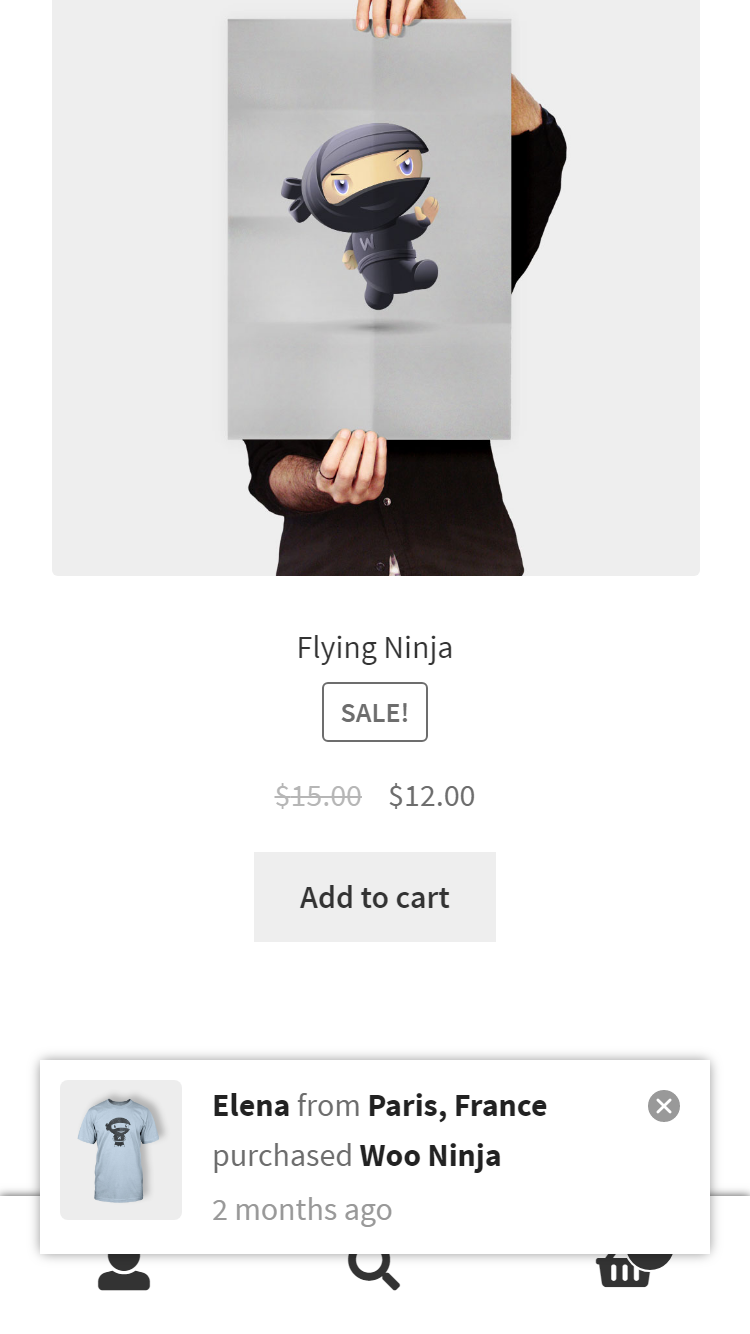 W
Flying Ninja
SALE!
$15.00 $12.00
Add to cart
Elena from Paris, France
purchased Woo Ninja
2 months ago